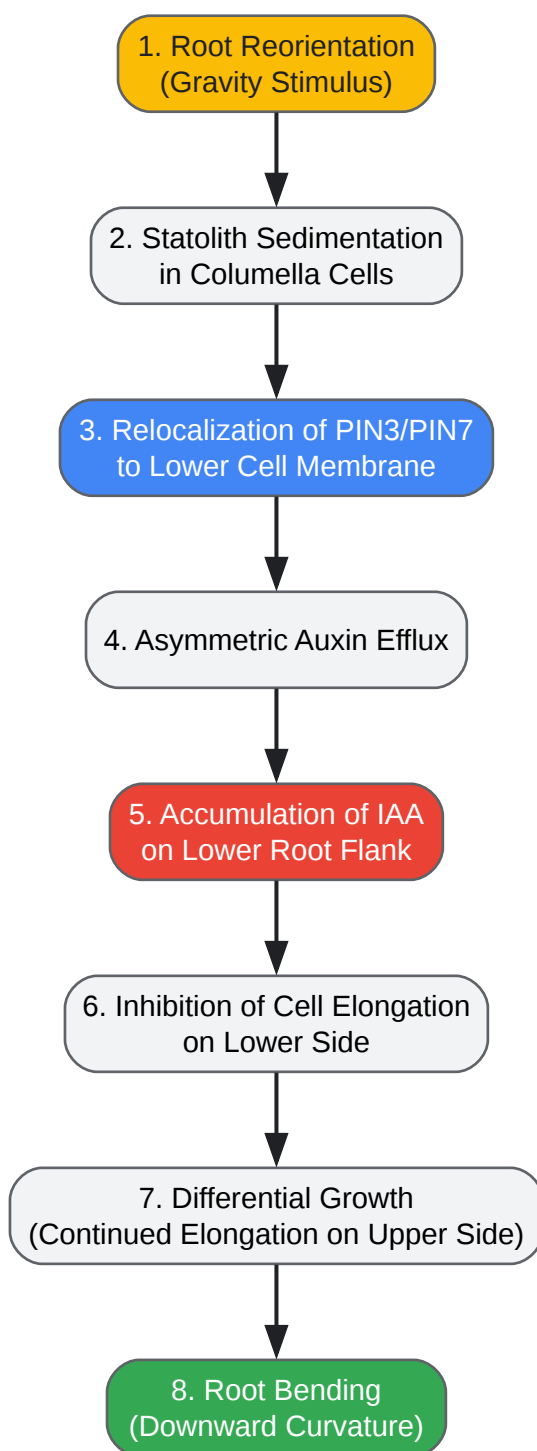 1. Root Reorientation
(Gravity Stimulus)
2. Statolith Sedimentation
in Columella Cells
3. Relocalization of PIN3/PIN7
to Lower Cell Membrane
4. Asymmetric Auxin Efflux
5. Accumulation of IAA
on Lower Root Flank
6. Inhibition of Cell Elongation
on Lower Side
7. Differential Growth
(Continued Elongation on Upper Side)
8. Root Bending
(Downward Curvature)